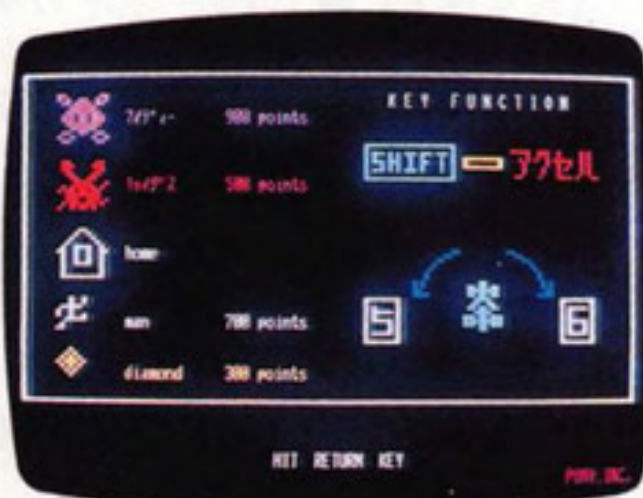 KEY FUNCTION
900 points
SHIFT アクセル
500 points
home
man 700 points
5 6
diamond 300 points
HIT RETURN KEY
PONY.INC.